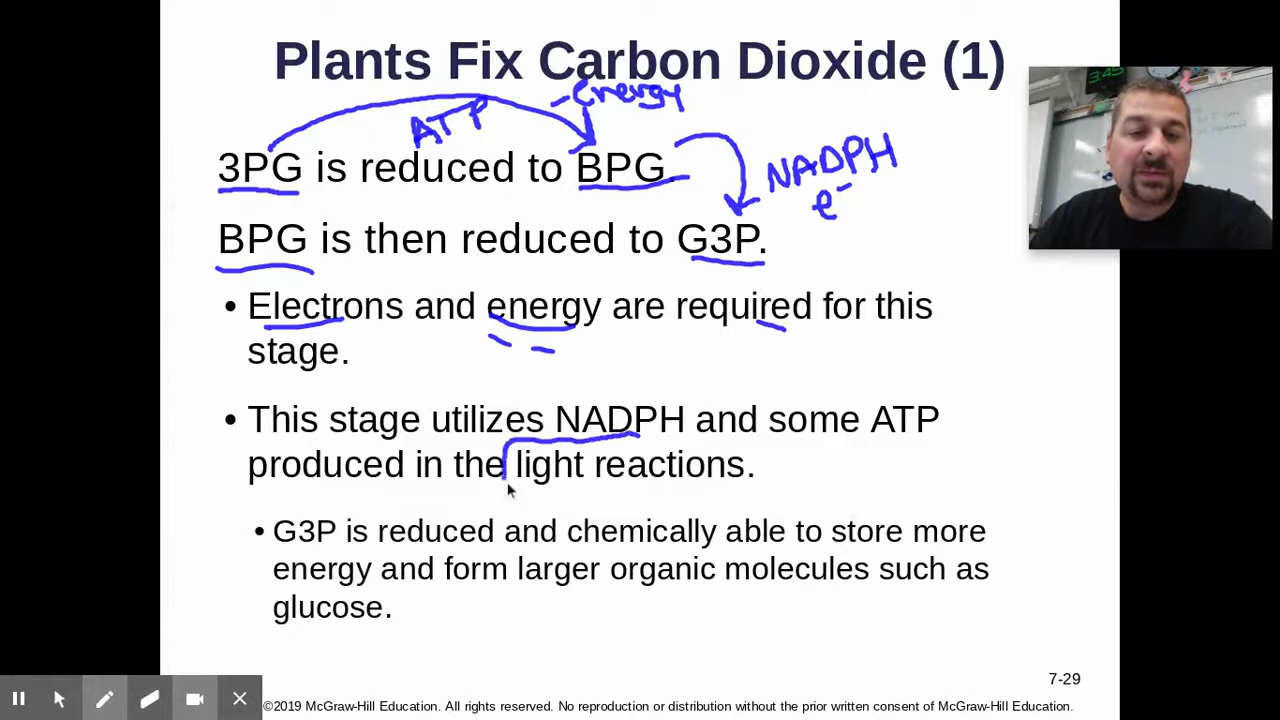 Plants Fix Carbon Dioxide (1)
Energy
ATP
3PG is reduced to BPG.
NADPH
e-
BPG is then reduced to G3P.
• Electrons and energy are required for this
stage.
• This stage utilizes NADPH and some ATP
produced in the light reactions.
• G3P is reduced and chemically able to store more
energy and form larger organic molecules such as
glucose.
7-29
©2019 McGraw-Hill Education. All rights reserved. No reproduction or distribution without the prior written consent of McGraw-Hill Education.
3:45